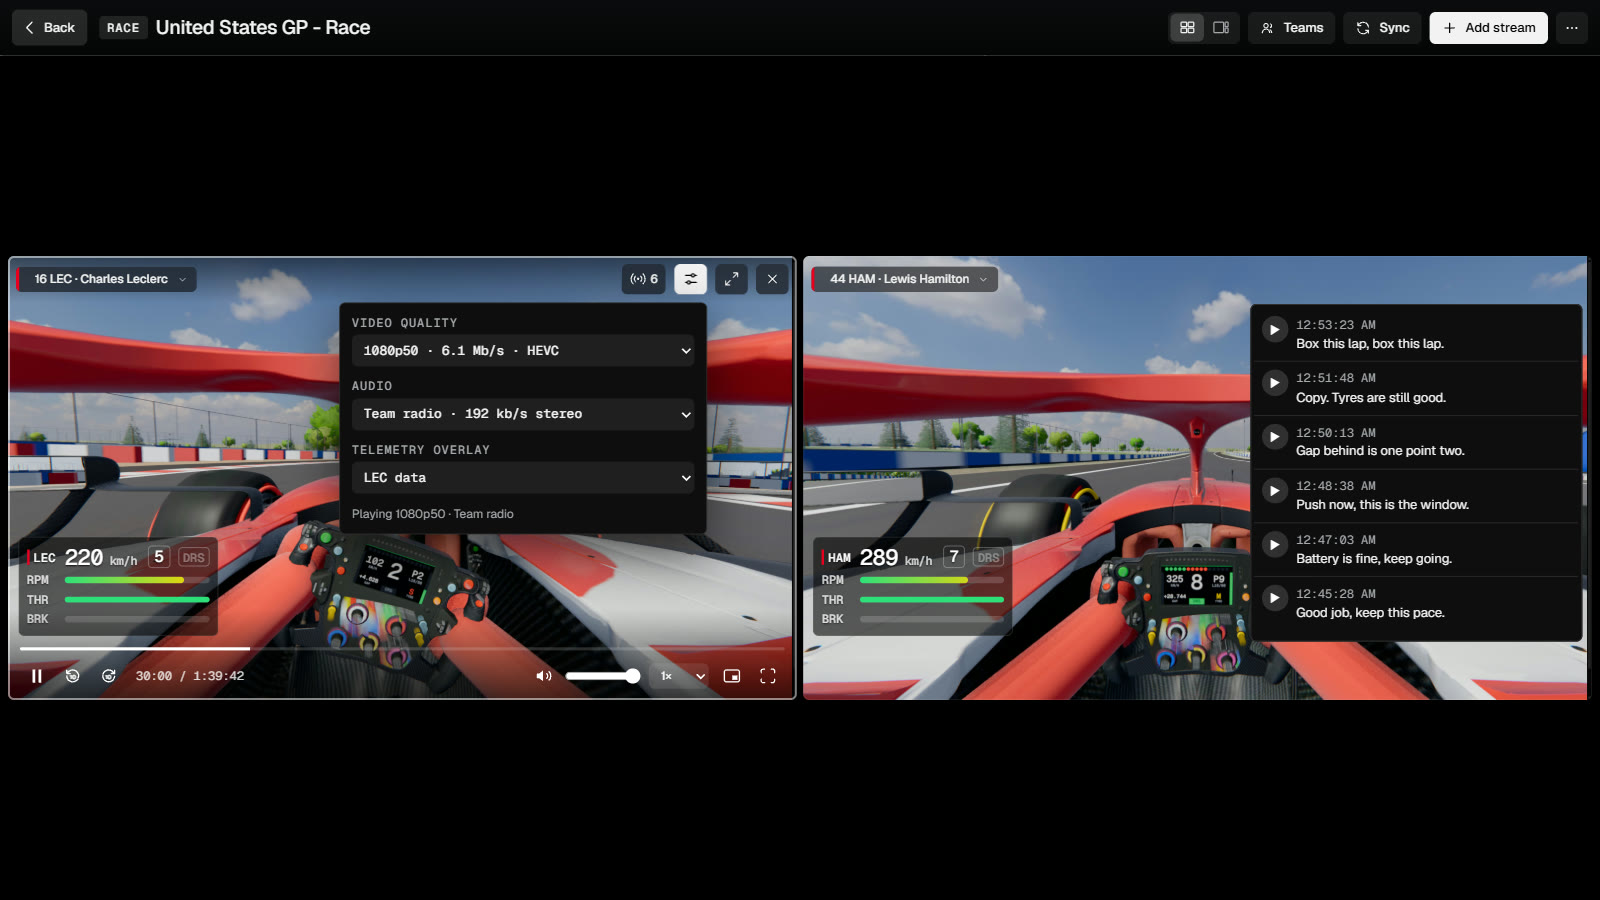 Back
RACE
United States GP - Race
Teams
Sync
Add stream
16 LEC · Charles Leclerc
6
VIDEO QUALITY
1080p50 · 6.1 Mb/s · HEVC
AUDIO
Team radio · 192 kb/s stereo
TELEMETRY OVERLAY
LEC data
Playing 1080p50 · Team radio
LEC 220 km/h 5 DRS
RPM
THR
BRK
102 2 P2
30:00 / 1:39:42
1x
44 HAM · Lewis Hamilton
12:53:23 AM
Box this lap, box this lap.
12:51:48 AM
Copy. Tyres are still good.
12:50:13 AM
Gap behind is one point two.
12:48:38 AM
Push now, this is the window.
12:47:03 AM
Battery is fine, keep going.
12:45:28 AM
Good job, keep this pace.
HAM 289 km/h 7 DRS
RPM
THR
BRK
325 8 P9